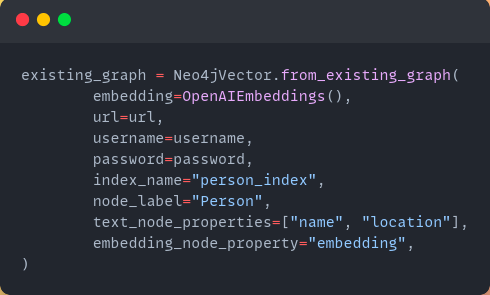 existing_graph = Neo4jVector.from_existing_graph(
        embedding=OpenAIEmbeddings(),
        url=url,
        username=username,
        password=password,
        index_name="person_index",
        node_label="Person",
        text_node_properties=["name", "location"],
        embedding_node_property="embedding",
)